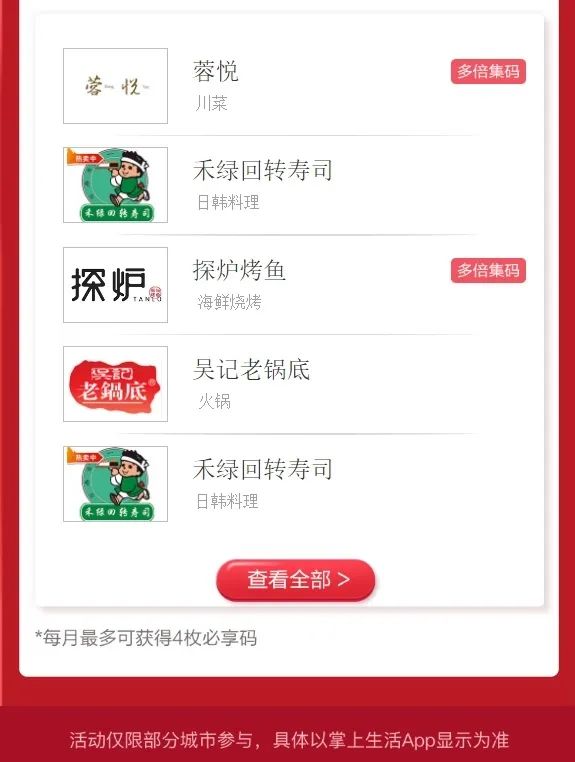 蓉 悦
蓉悦
多倍集码
川菜
热卖中
禾绿回转寿司
禾绿回转寿司
日韩料理
探炉
TANLU
探炉烤鱼
多倍集码
海鲜烧烤
吴記
老鍋底®
吴记老锅底
火锅
热卖中
禾绿回转寿司
禾绿回转寿司
日韩料理
查看全部 >
*每月最多可获得4枚必享码
活动仅限部分城市参与，具体以掌上生活App显示为准